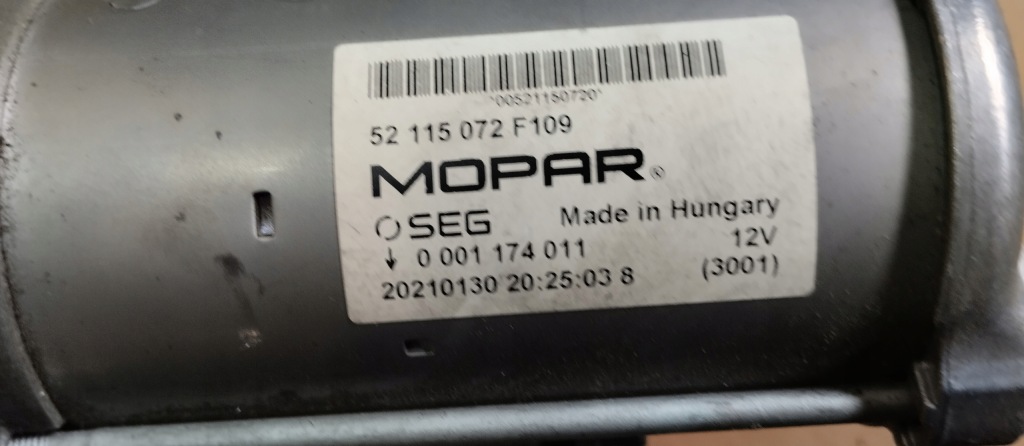 *00521150720*
52 115 072 F109
MOPAR®
SEG Made in Hungary
↓ 0 001 174 011 12V
20210130 20:25:03 8 (3001)